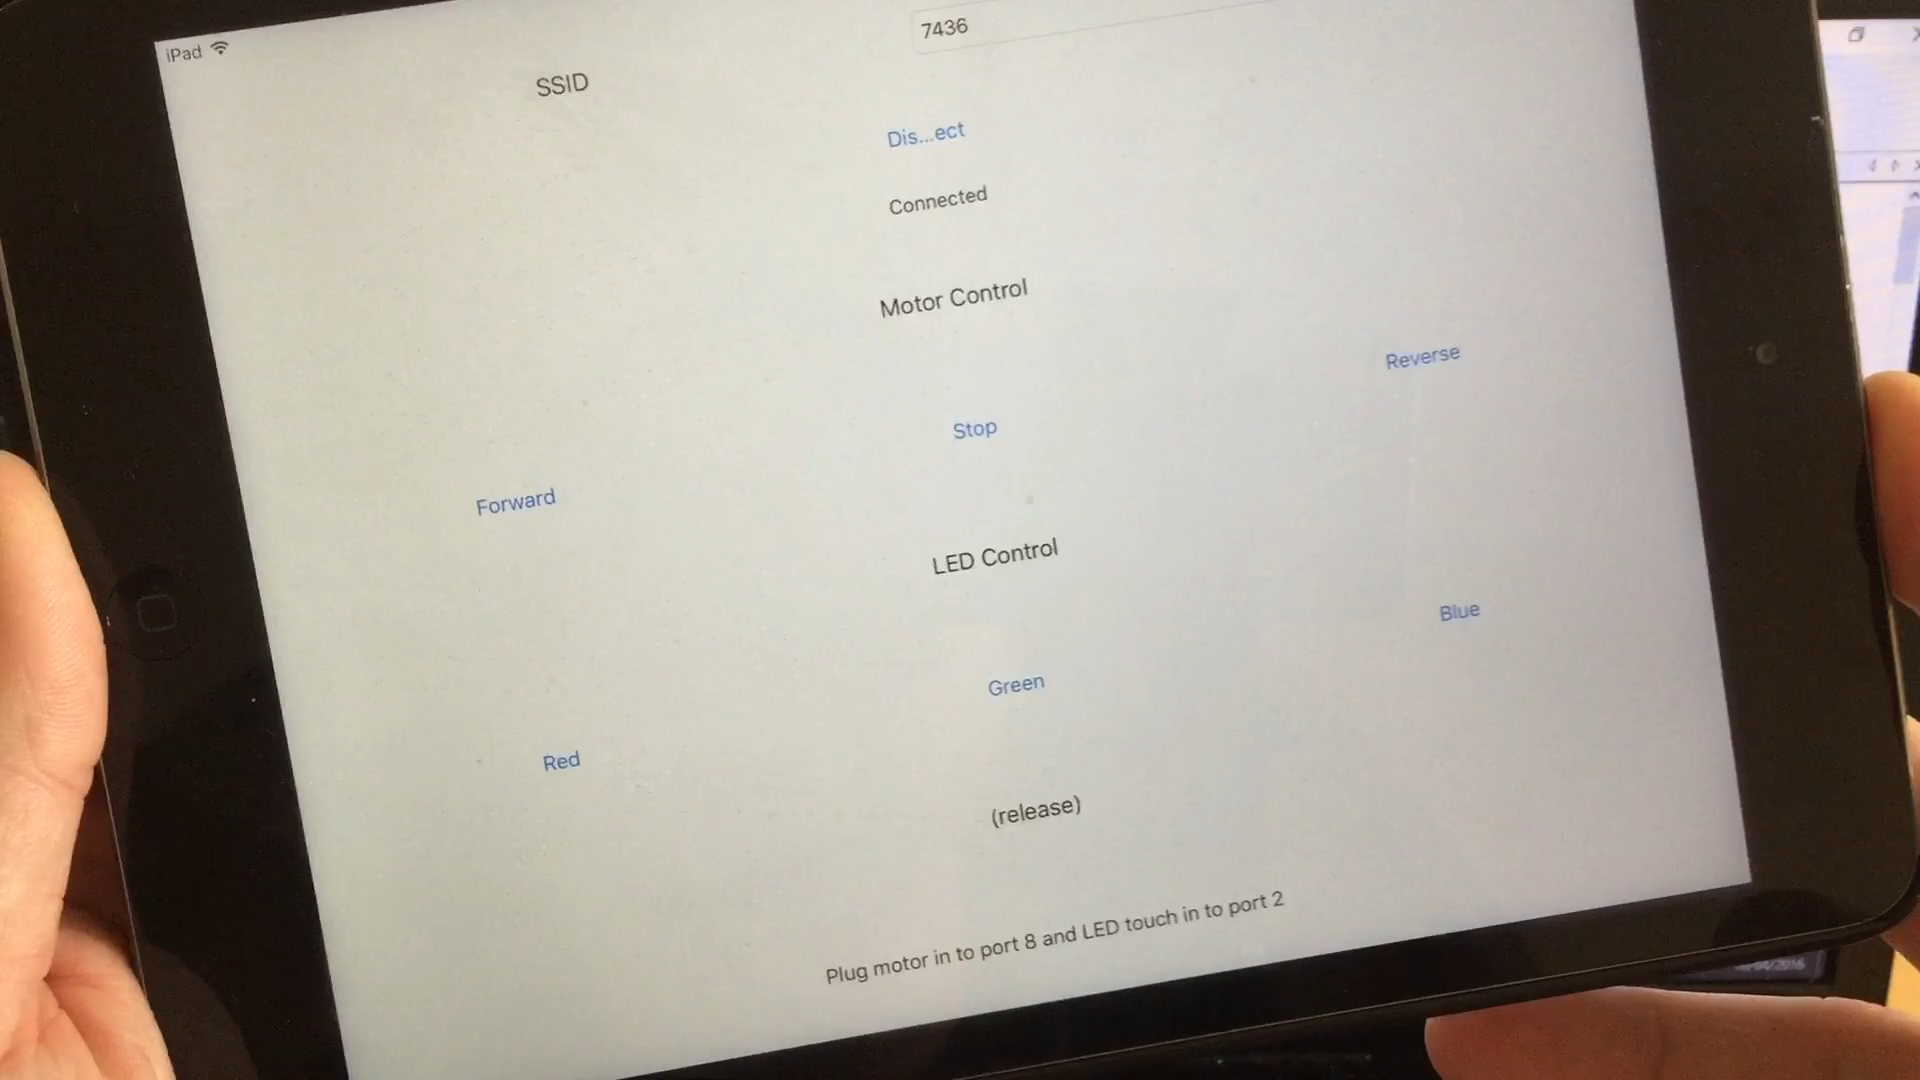 iPad
7436
SSID
Dis...ect
Connected
Motor Control
Reverse
Stop
Forward
LED Control
Blue
Green
Red
(release)
Plug motor in to port 8 and LED touch in to port 2